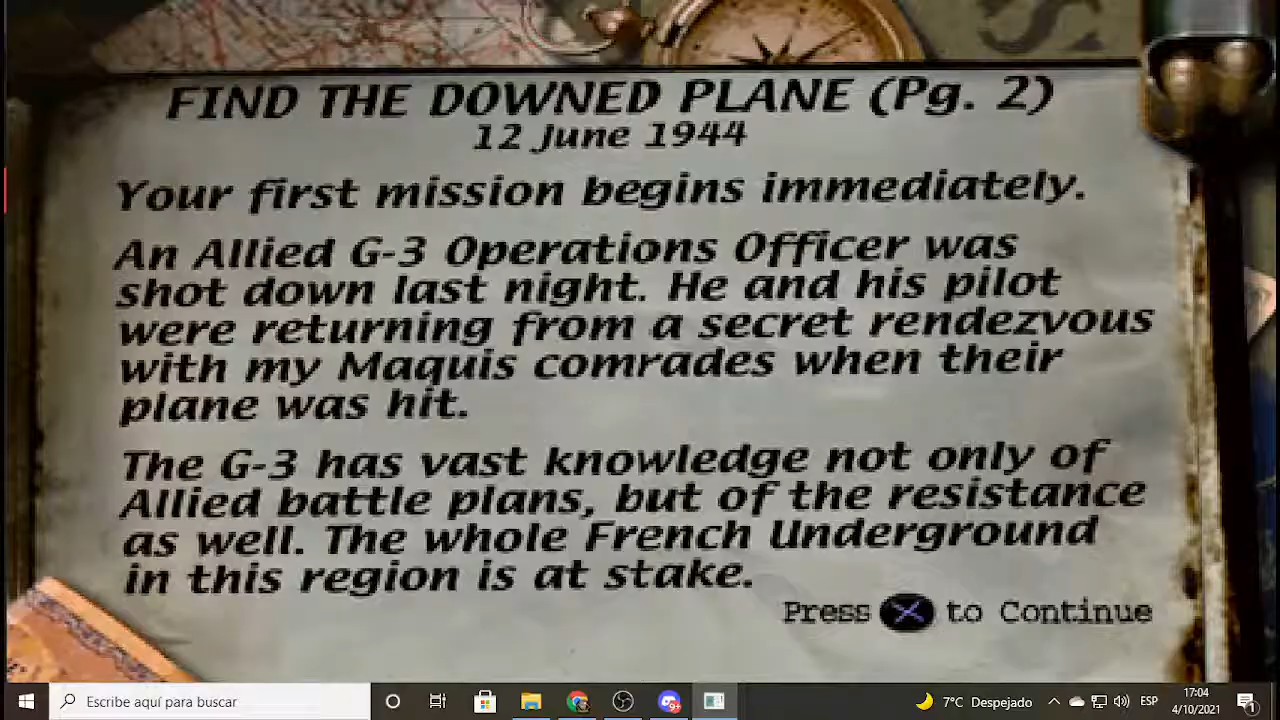 FIND THE DOWNED PLANE (Pg. 2)
12 June 1944
Your first mission begins immediately.
An Allied G-3 Operations Officer was
shot down last night. He and his pilot
were returning from a secret rendezvous
with my Maquis comrades when their
plane was hit.
The G-3 has vast knowledge not only of
Allied battle plans, but of the resistance
as well. The whole French Underground
in this region is at stake.
Press X to Continue
Escribe aquí para buscar
9+
7°C Despejado
ESP
17:04
4/10/2021
1